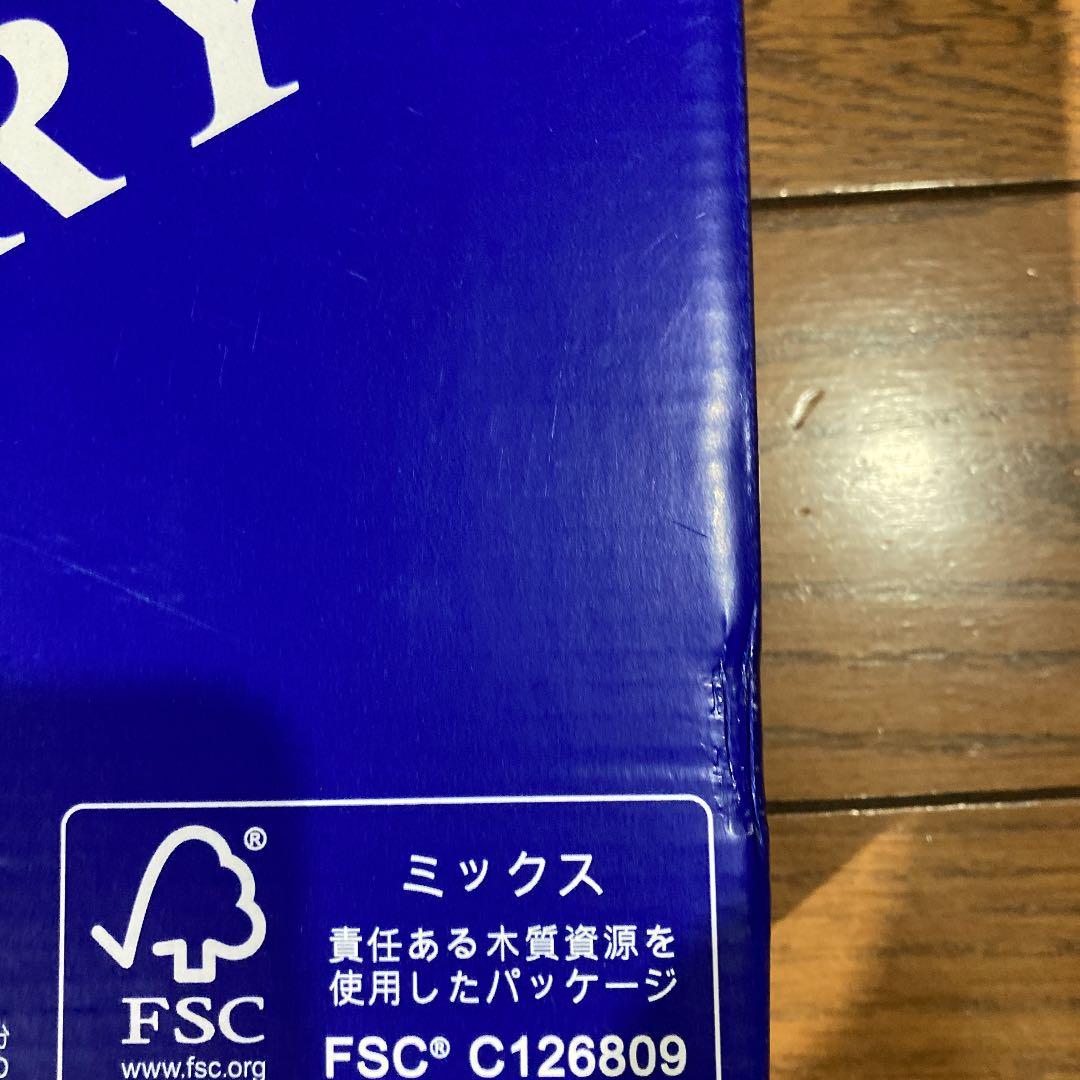 RY
ミックス
責任ある木質資源を
使用したパッケージ
FSC® C126809
®
FSC
www.fsc.org